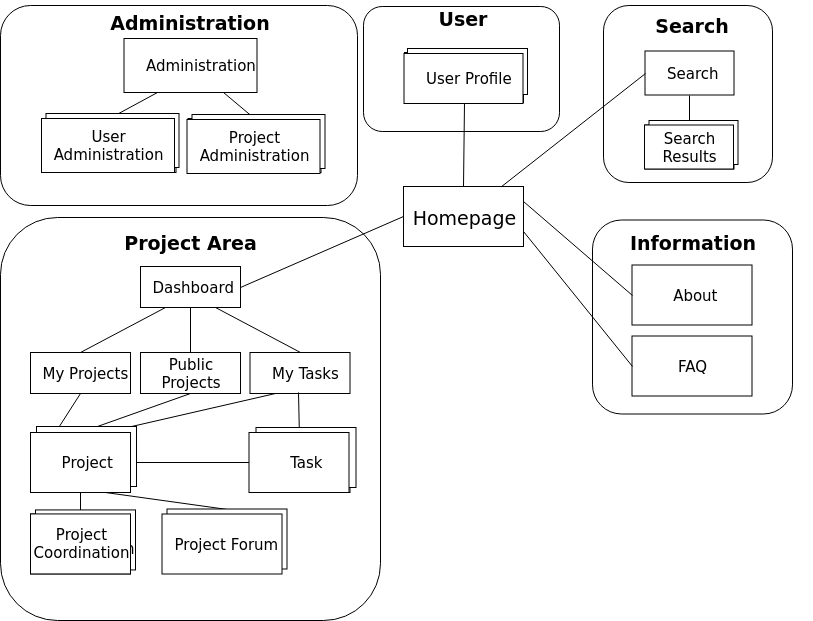 Administration
Administration
User
Administration
Project
Administration
User
User Profile
Search
Search
Search
Results
Homepage
Project Area
Dashboard
My Projects
Public
Projects
My Tasks
Project
Task
Project
Coordination
Project Forum
Information
About
FAQ